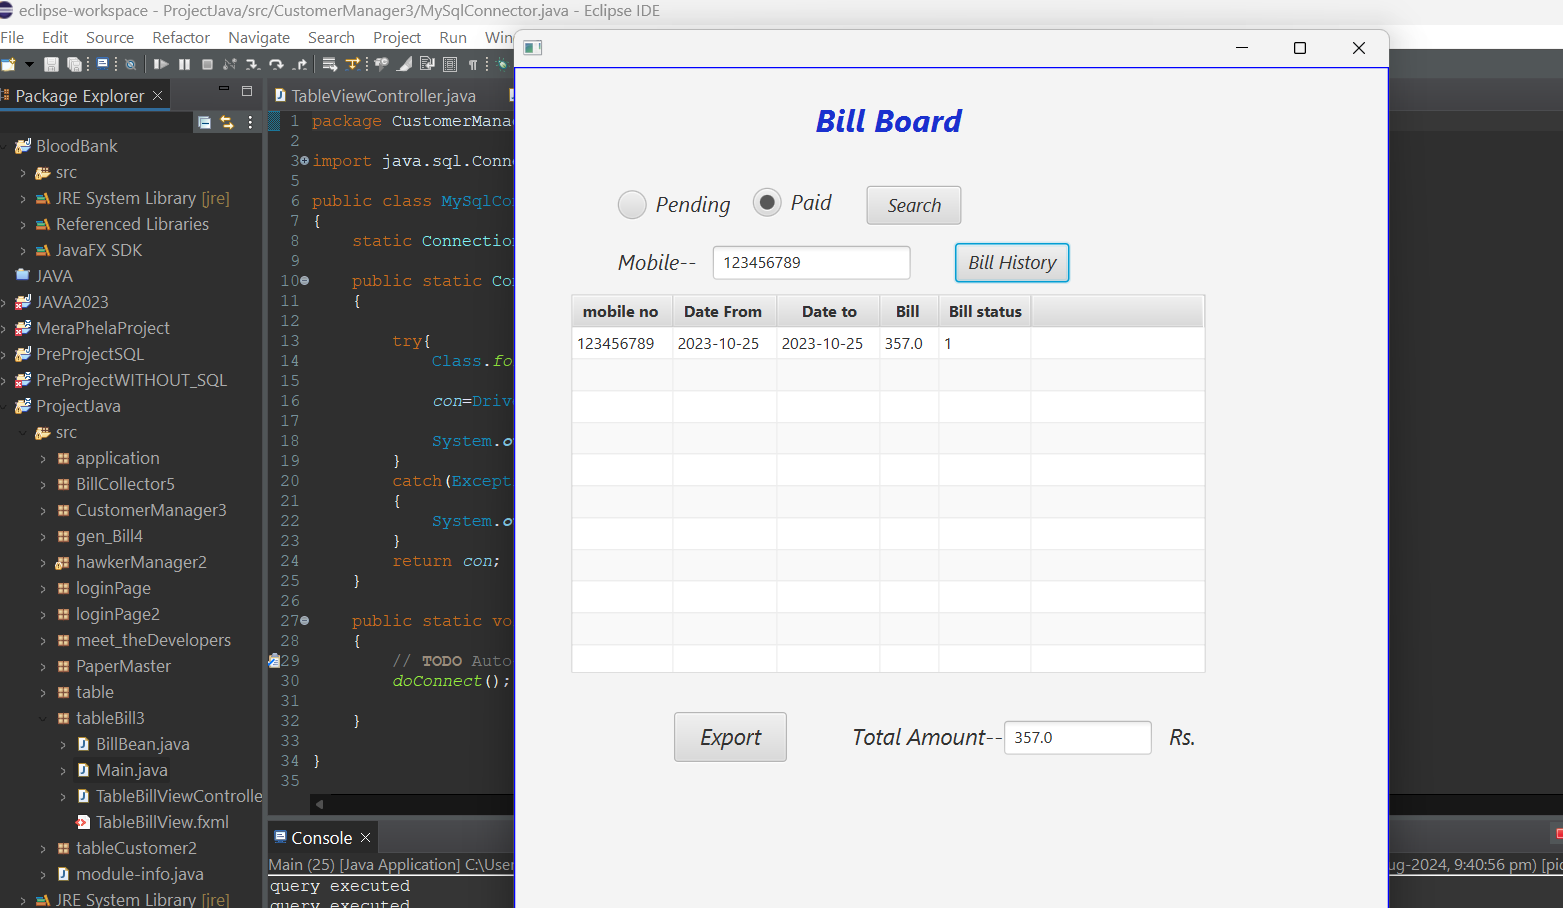 eclipse-workspace - ProjectJava/src/CustomerManager3/MySqlConnector.java - Eclipse IDE
File Edit Source Refactor Navigate Search Project Run Win
Package Explorer
BloodBank
src
JRE System Library [jre]
Referenced Libraries
JavaFX SDK
JAVA
JAVA2023
MeraPhelaProject
PreProjectSQL
PreProjectWITHOUT_SQL
ProjectJava
src
application
BillCollector5
CustomerManager3
gen_Bill4
hawkerManager2
loginPage
loginPage2
meet_theDevelopers
PaperMaster
table
tableBill3
BillBean.java
Main.java
TableBillViewControlle
TableBillView.fxml
tableCustomer2
module-info.java
JRE System Library [jre]
TableViewController.java
1 package CustomerMana
2
3 import java.sql.Conn
5
6 public class MySqlCo
7 {
8 static Connection
9
10 public static Co
11 {
12
13 try{
14 Class.fo
15
16 con=Driv
17
18 System.o
19 }
20 catch(Except
21 {
22 System.o
23 }
24 return con;
25 }
26
27 public static vo
28 {
29 // TODO Auto
30 doConnect();
31
32 }
33
34 }
35
Console
Main (25) [Java Application] C:\User
ug-2024, 9:40:56 pm) [pid
query executed
query executed
Bill Board
Pending Paid Search
Mobile-- 123456789 Bill History
mobile no Date From Date to Bill Bill status
123456789 2023-10-25 2023-10-25 357.0 1
Export Total Amount-- 357.0 Rs.